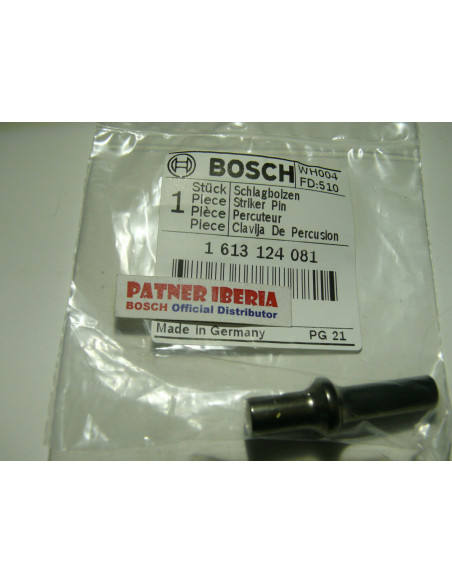 BOSCH
WH004
FD:510
1
Stück Schlagbolzen
Piece Striker Pin
Pièce Percuteur
Piece Clavija De Percusion
1 613 124 081
PATNER IBERIA
BOSCH Official Distributor
Made in Germany PG 21